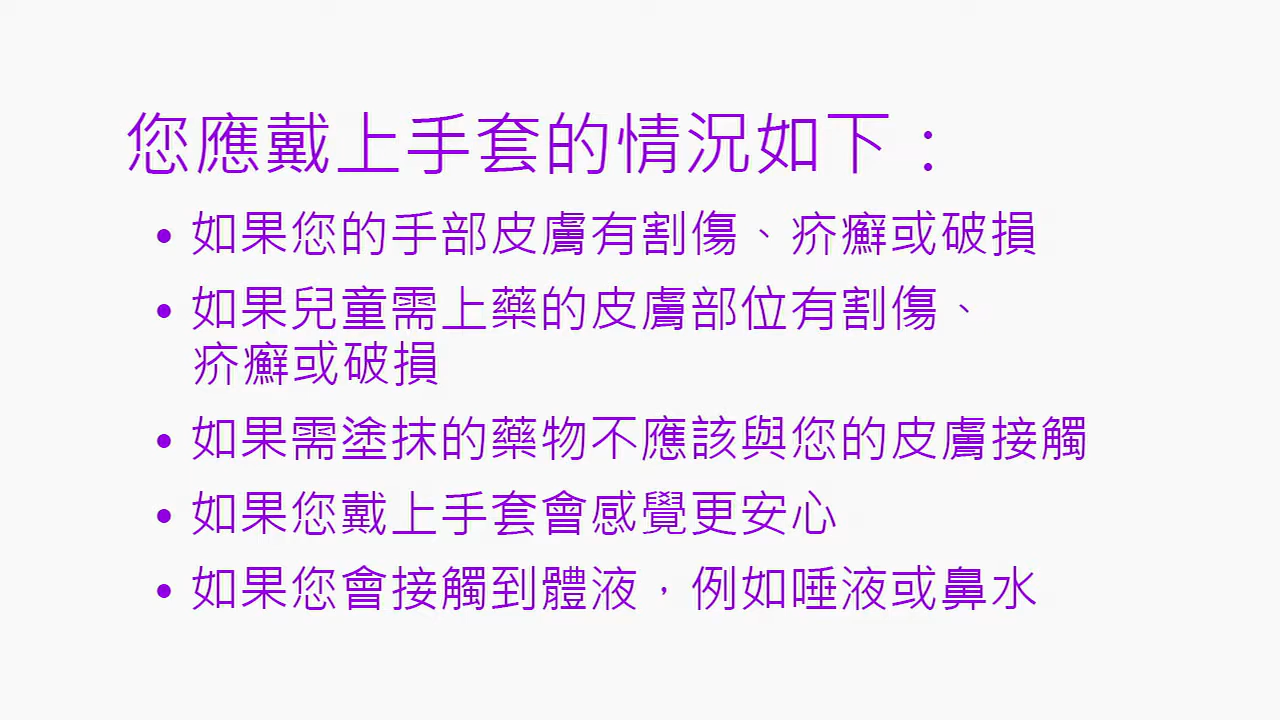 您應戴上手套的情況如下：
• 如果您的手部皮膚有割傷、疥癬或破損
• 如果兒童需上藥的皮膚部位有割傷、
疥癬或破損
• 如果需塗抹的藥物不應該與您的皮膚接觸
• 如果您戴上手套會感覺更安心
• 如果您會接觸到體液，例如唾液或鼻水